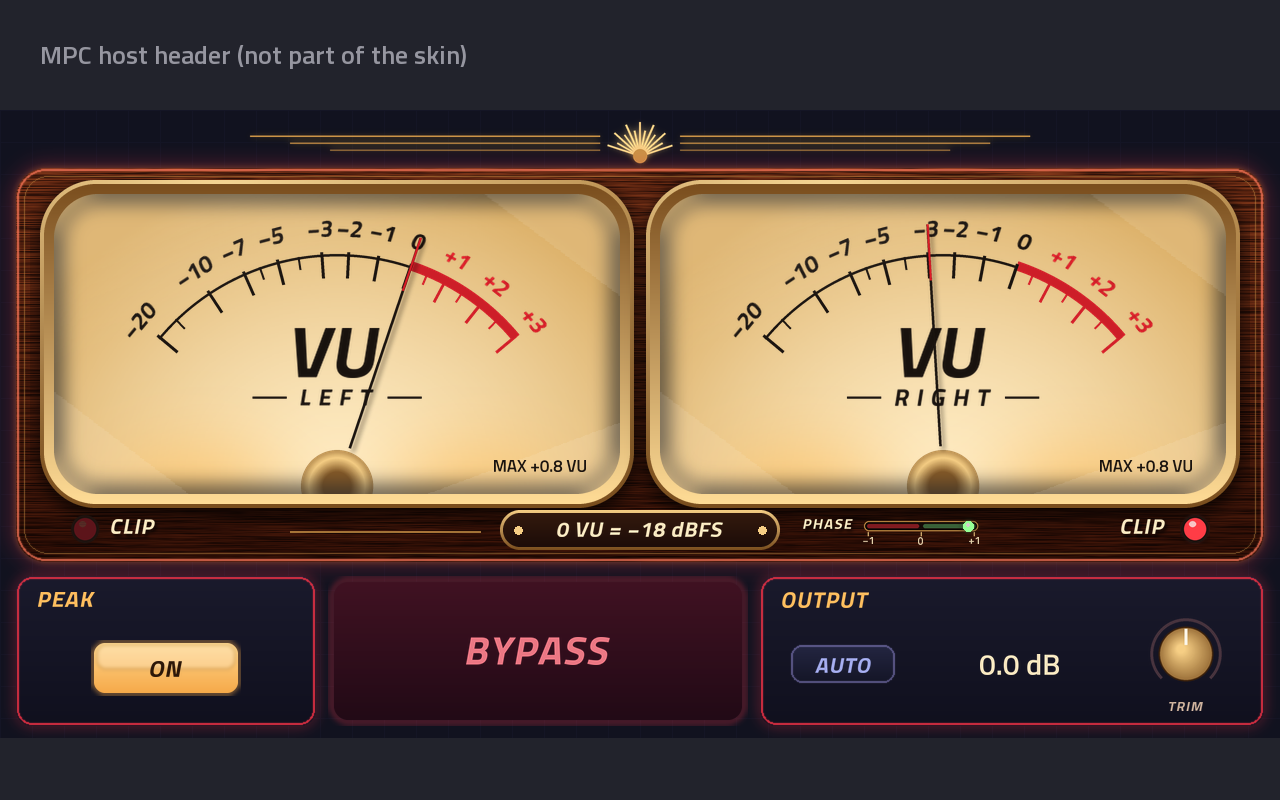 MPC host header (not part of the skin)
−20 −10 −7 −5 −3 −2 −1 0 +1 +2 +3
VU
LEFT
MAX +0.8 VU
−20 −10 −7 −5 −3 −2 −1 0 +1 +2 +3
VU
RIGHT
MAX +0.8 VU
CLIP
0 VU = −18 dBFS
PHASE
−1 0 +1
CLIP
PEAK
ON
BYPASS
OUTPUT
AUTO
0.0 dB
TRIM